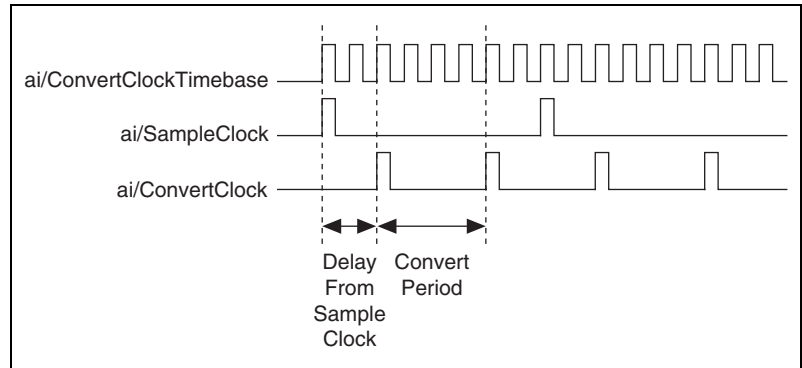 ai/ConvertClockTimebase
ai/SampleClock
ai/ConvertClock
Delay From Sample Clock
Convert Period